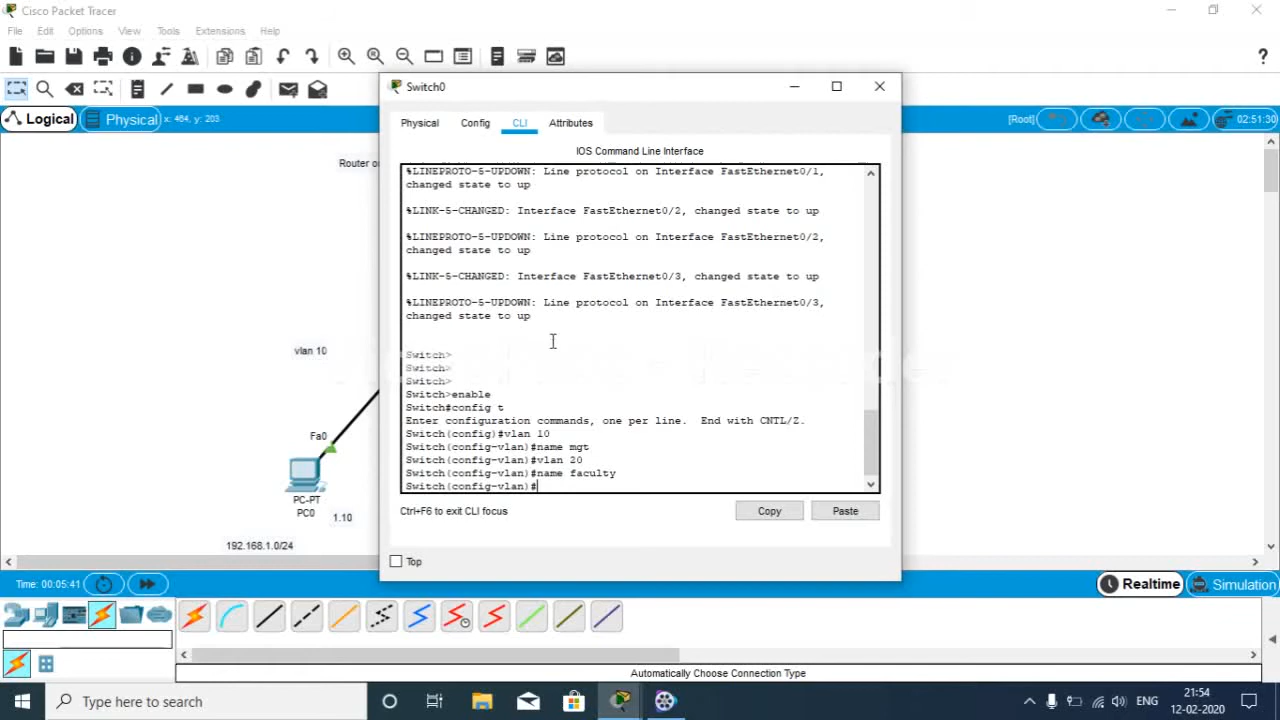 Cisco Packet Tracer
File Edit Options View Tools Extensions Help
?
Logical Physical x: 464, y: 203 [Root] 02:51:30
Router o
Switch0
Physical Config CLI Attributes
IOS Command Line Interface
%LINEPROTO-5-UPDOWN: Line protocol on Interface FastEthernet0/1,
changed state to up
%LINK-5-CHANGED: Interface FastEthernet0/2, changed state to up
%LINEPROTO-5-UPDOWN: Line protocol on Interface FastEthernet0/2,
changed state to up
%LINK-5-CHANGED: Interface FastEthernet0/3, changed state to up
%LINEPROTO-5-UPDOWN: Line protocol on Interface FastEthernet0/3,
changed state to up
Switch>
Switch>
Switch>
Switch>enable
Switch#config t
Enter configuration commands, one per line. End with CNTL/Z.
Switch(config)#vlan 10
Switch(config-vlan)#name mgt
Switch(config-vlan)#vlan 20
Switch(config-vlan)#name faculty
Switch(config-vlan)#
Ctrl+F6 to exit CLI focus
Copy Paste
Top
vlan 10
Fa0
PC-PT
PC0
1.10
192.168.1.0/24
Time: 00:05:41 Realtime Simulation
Automatically Choose Connection Type
Type here to search
ENG
21:54
12-02-2020